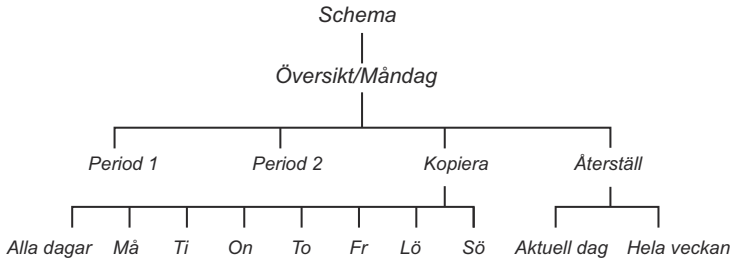 Schema
Översikt/Måndag
Period 1 Period 2 Kopiera Återställ
Alla dagar Må Ti On To Fr Lö Sö Aktuell dag Hela veckan